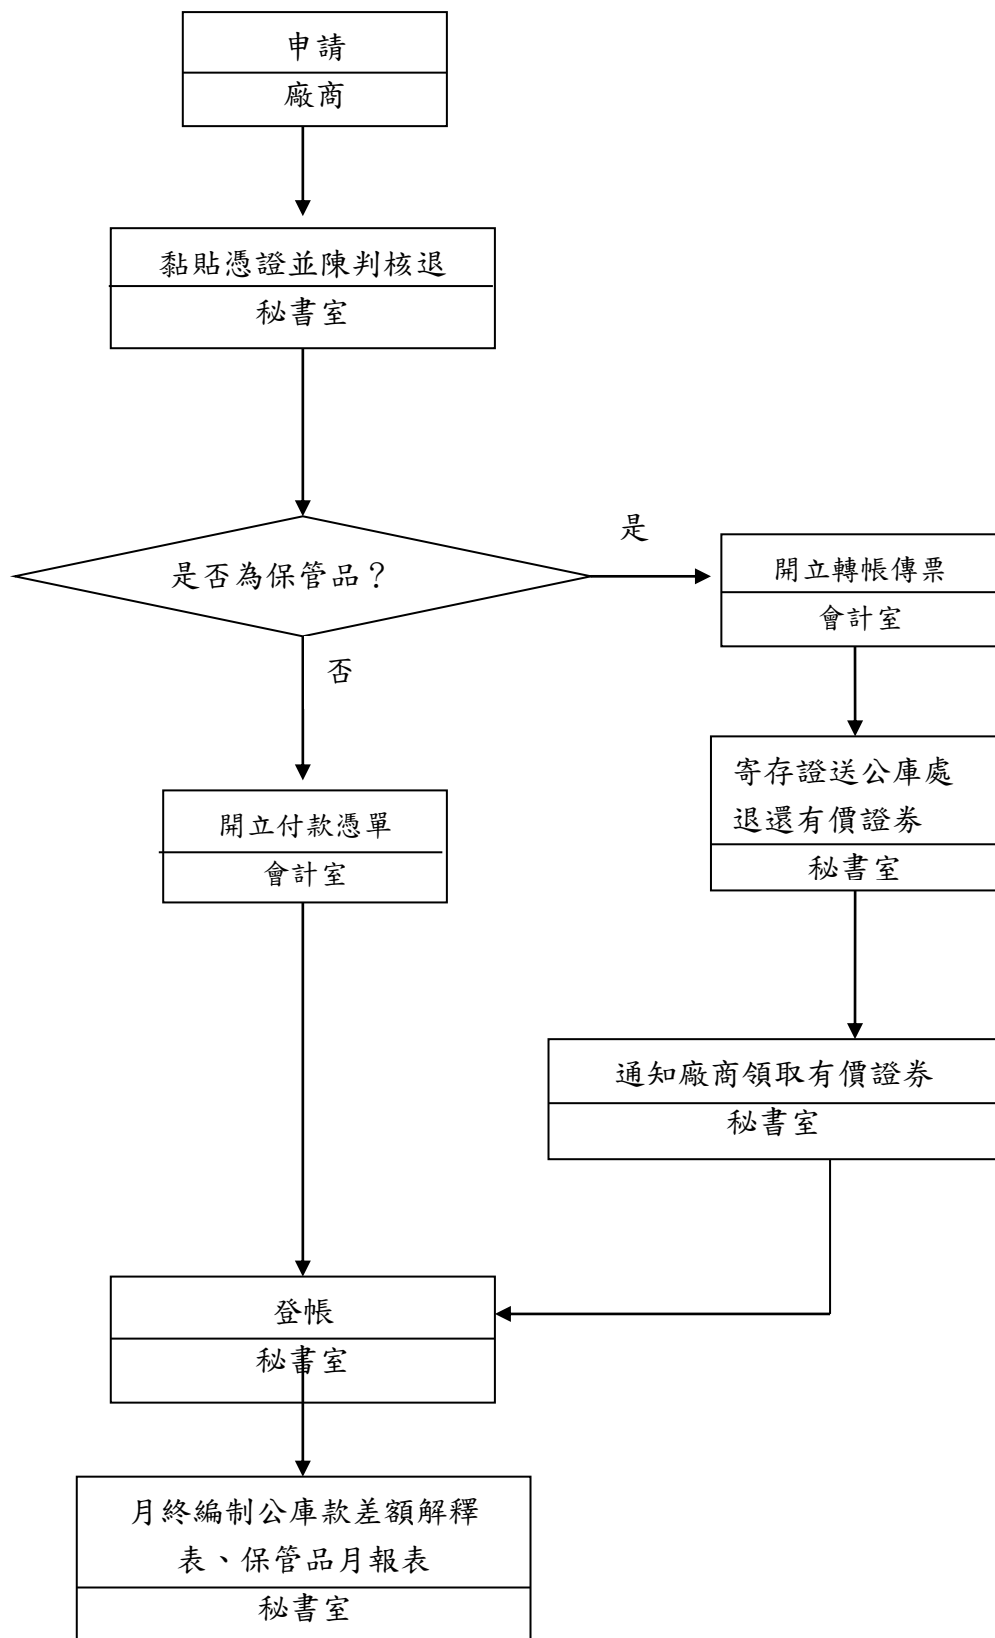 申請
廠商
黏貼憑證並陳判核退
秘書室
是否為保管品？
是
開立轉帳傳票
會計室
否
寄存證送公庫處
退還有價證券
秘書室
開立付款憑單
會計室
通知廠商領取有價證券
秘書室
登帳
秘書室
月終編制公庫款差額解釋
表、保管品月報表
秘書室